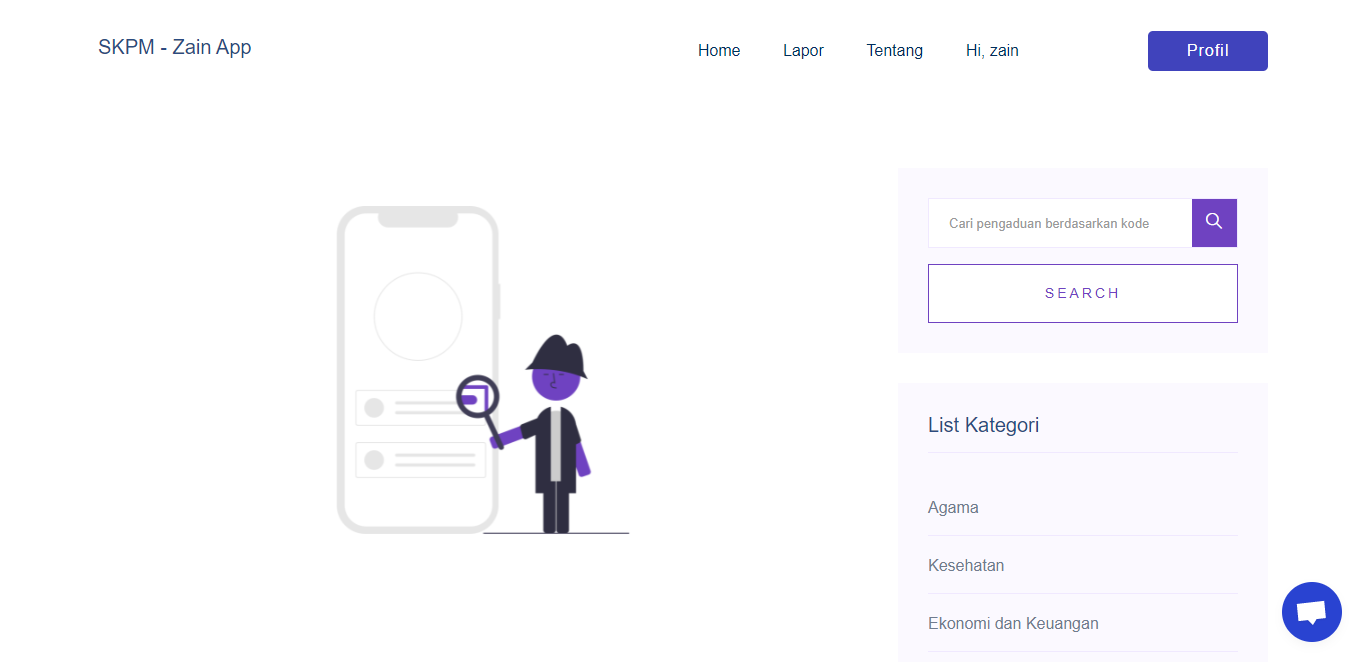 SKPM - Zain App
Home
Lapor
Tentang
Hi, zain
Profil
Cari pengaduan berdasarkan kode
SEARCH
List Kategori
Agama
Kesehatan
Ekonomi dan Keuangan